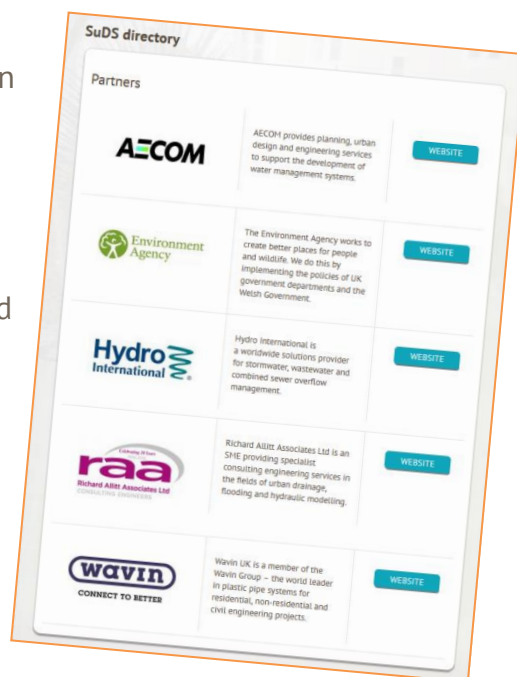 n
d
SuDS directory
Partners
AECOM
AECOM provides planning, urban
design and engineering services
to support the development of
water management systems.
WEBSITE
Environment
Agency
The Environment Agency works to
create better places for people
and wildlife. We do this by
implementing the policies of UK
government departments and the
Welsh Government.
WEBSITE
Hydro
International
Hydro International is
a worldwide solutions provider
for stormwater, wastewater and
combined sewer overflow
management.
WEBSITE
Celebrating 20 Years
raa
Richard Allitt Associates Ltd
CONSULTING ENGINEERS
Richard Allitt Associates Ltd is an
SME providing specialist
consulting engineering services in
the fields of urban drainage,
flooding and hydraulic modelling.
WEBSITE
wavin
CONNECT TO BETTER
Wavin UK is a member of the
Wavin Group – the world leader
in plastic pipe systems for
residential, non-residential and
civil engineering projects.
WEBSITE